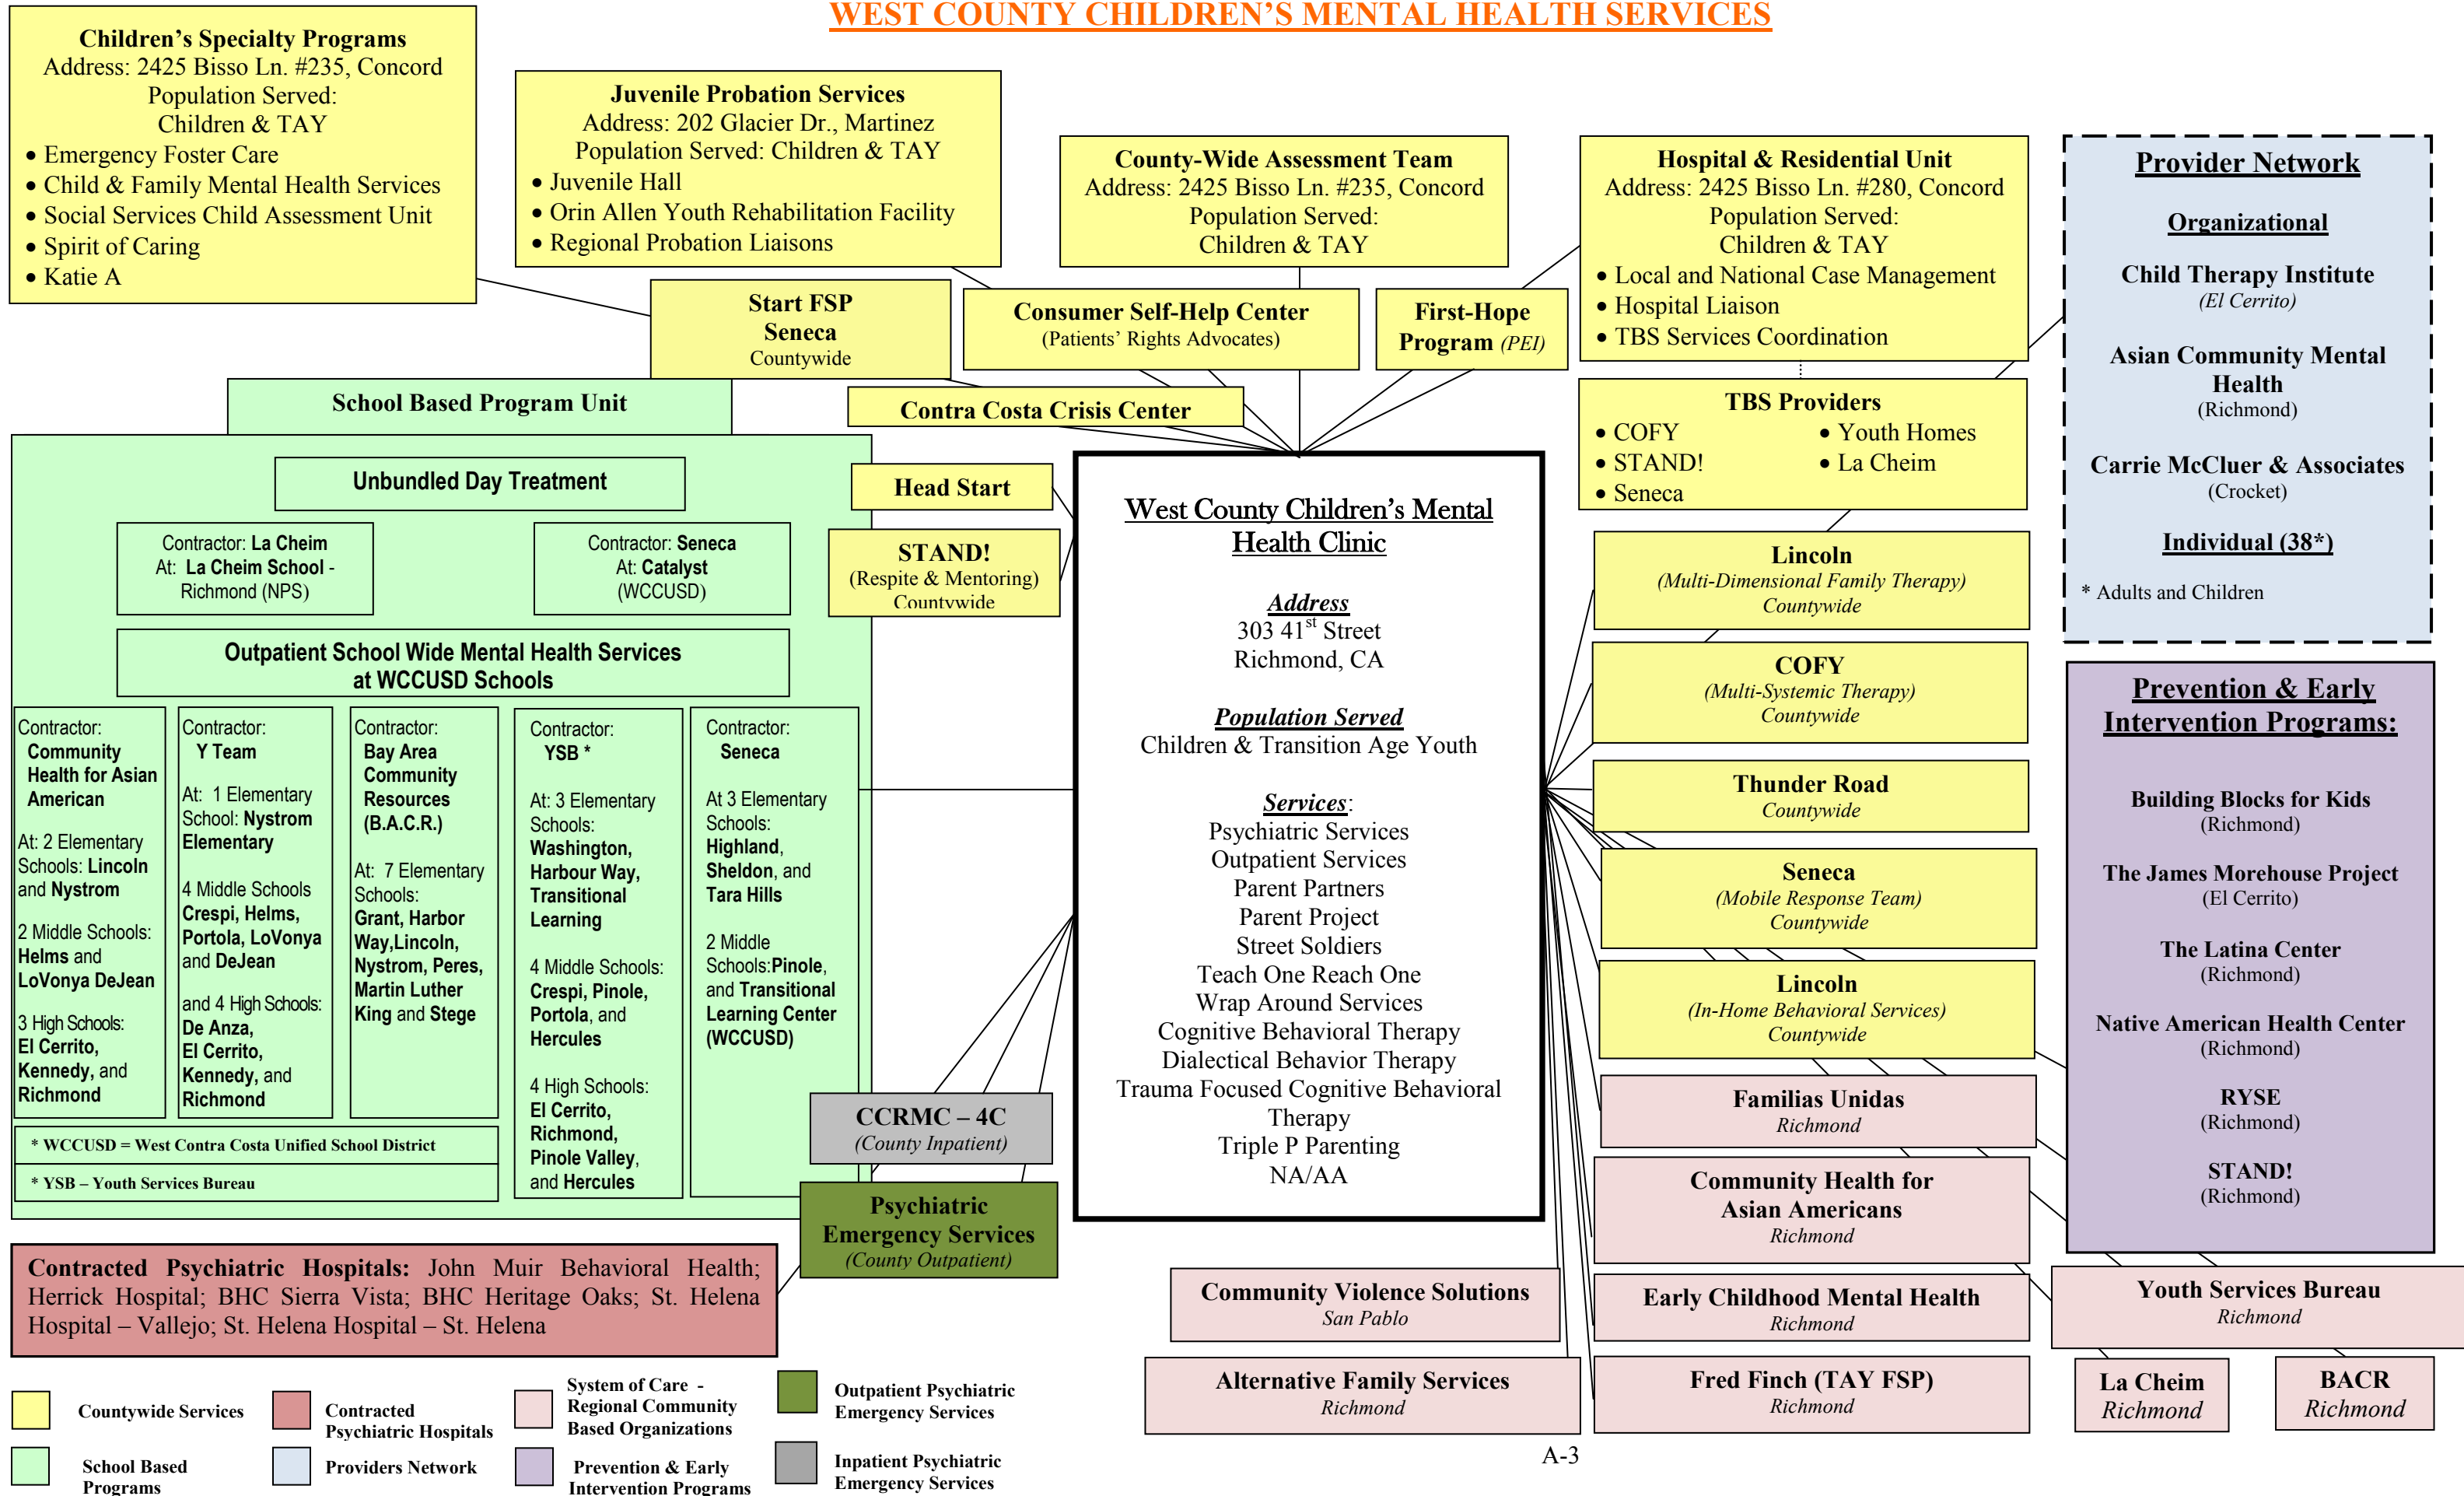 WEST COUNTY CHILDREN'S MENTAL HEALTH SERVICES
Children's Specialty Programs
Address: 2425 Bisso Ln. #235, Concord
Population Served:
Children & TAY
• Emergency Foster Care
• Child & Family Mental Health Services
• Social Services Child Assessment Unit
• Spirit of Caring
• Katie A
Juvenile Probation Services
Address: 202 Glacier Dr., Martinez
Population Served: Children & TAY
• Juvenile Hall
• Orin Allen Youth Rehabilitation Facility
• Regional Probation Liaisons
County-Wide Assessment Team
Address: 2425 Bisso Ln. #235, Concord
Population Served:
Children & TAY
Hospital & Residential Unit
Address: 2425 Bisso Ln. #280, Concord
Population Served:
Children & TAY
• Local and National Case Management
• Hospital Liaison
• TBS Services Coordination
Provider Network
Organizational
Child Therapy Institute
(El Cerrito)
Asian Community Mental
Health
(Richmond)
Carrie McCluer & Associates
(Crocket)
Individual (38*)
* Adults and Children
Start FSP
Seneca
Countywide
Consumer Self-Help Center
(Patients' Rights Advocates)
First-Hope
Program (PEI)
Contra Costa Crisis Center
TBS Providers
• COFY
• STAND!
• Seneca
• Youth Homes
• La Cheim
School Based Program Unit
Unbundled Day Treatment
Contractor: La Cheim
At: La Cheim School -
Richmond (NPS)
Contractor: Seneca
At: Catalyst
(WCCUSD)
Outpatient School Wide Mental Health Services
at WCCUSD Schools
Contractor:
Community
Health for Asian
American
At: 2 Elementary
Schools: Lincoln
and Nystrom
2 Middle Schools:
Helms and
LoVonya DeJean
3 High Schools:
El Cerrito,
Kennedy, and
Richmond
Contractor:
Y Team
At: 1 Elementary
School: Nystrom
Elementary
4 Middle Schools
Crespi, Helms,
Portola, LoVonya
and DeJean
and 4 High Schools:
De Anza,
El Cerrito,
Kennedy, and
Richmond
Contractor:
Bay Area
Community
Resources
(B.A.C.R.)
At: 7 Elementary
Schools:
Grant, Harbor
Way,Lincoln,
Nystrom, Peres,
Martin Luther
King and Stege
Contractor:
YSB *
At: 3 Elementary
Schools:
Washington,
Harbour Way,
Transitional
Learning
4 Middle Schools:
Crespi, Pinole,
Portola, and
Hercules
4 High Schools:
El Cerrito,
Richmond,
Pinole Valley,
and Hercules
Contractor:
Seneca
At 3 Elementary
Schools:
Highland,
Sheldon, and
Tara Hills
2 Middle
Schools:Pinole,
and Transitional
Learning Center
(WCCUSD)
* WCCUSD = West Contra Costa Unified School District
* YSB – Youth Services Bureau
Head Start
STAND!
(Respite & Mentoring)
Countywide
West County Children's Mental
Health Clinic
Address
303 41st Street
Richmond, CA
Population Served
Children & Transition Age Youth
Services:
Psychiatric Services
Outpatient Services
Parent Partners
Parent Project
Street Soldiers
Teach One Reach One
Wrap Around Services
Cognitive Behavioral Therapy
Dialectical Behavior Therapy
Trauma Focused Cognitive Behavioral
Therapy
Triple P Parenting
NA/AA
Lincoln
(Multi-Dimensional Family Therapy)
Countywide
COFY
(Multi-Systemic Therapy)
Countywide
Thunder Road
Countywide
Seneca
(Mobile Response Team)
Countywide
Lincoln
(In-Home Behavioral Services)
Countywide
Familias Unidas
Richmond
Community Health for
Asian Americans
Richmond
Early Childhood Mental Health
Richmond
Fred Finch (TAY FSP)
Richmond
Prevention & Early
Intervention Programs:
Building Blocks for Kids
(Richmond)
The James Morehouse Project
(El Cerrito)
The Latina Center
(Richmond)
Native American Health Center
(Richmond)
RYSE
(Richmond)
STAND!
(Richmond)
CCRMC – 4C
(County Inpatient)
Psychiatric
Emergency Services
(County Outpatient)
Contracted Psychiatric Hospitals: John Muir Behavioral Health;
Herrick Hospital; BHC Sierra Vista; BHC Heritage Oaks; St. Helena
Hospital – Vallejo; St. Helena Hospital – St. Helena
Community Violence Solutions
San Pablo
Alternative Family Services
Richmond
Youth Services Bureau
Richmond
La Cheim
Richmond
BACR
Richmond
Countywide Services
School Based
Programs
Contracted
Psychiatric Hospitals
Providers Network
System of Care -
Regional Community
Based Organizations
Prevention & Early
Intervention Programs
Outpatient Psychiatric
Emergency Services
Inpatient Psychiatric
Emergency Services
A-3